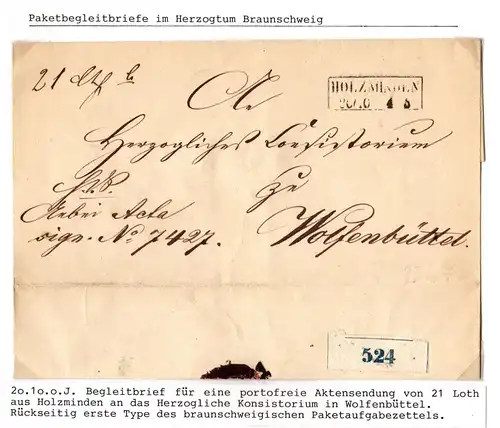 Paketbegleitbriefe im Herzogtum Braunschweig
21 Lth
An
HOLZMINDEN
20/10 4-5
Herzogliches Consistorium
zu
Hiebei Acta
sign. No 7427.
Wolfenbüttel.
524
2o.1o.o.J. Begleitbrief für eine portofreie Aktensendung von 21 Loth
aus Holzminden an das Herzogliche Konsistorium in Wolfenbüttel.
Rückseitig erste Type des braunschweigischen Paketaufgabezettels.